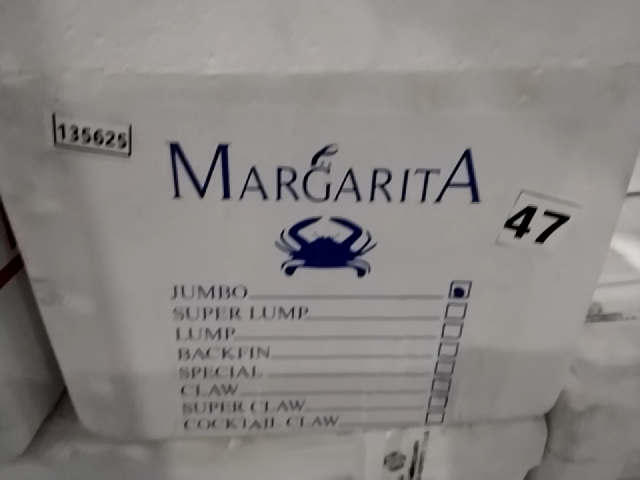 135625
MARGARITA
47
JUMBO
SUPER LUMP
LUMP
BACKFIN
SPECIAL
CLAW
SUPER CLAW
COCKTAIL CLAW